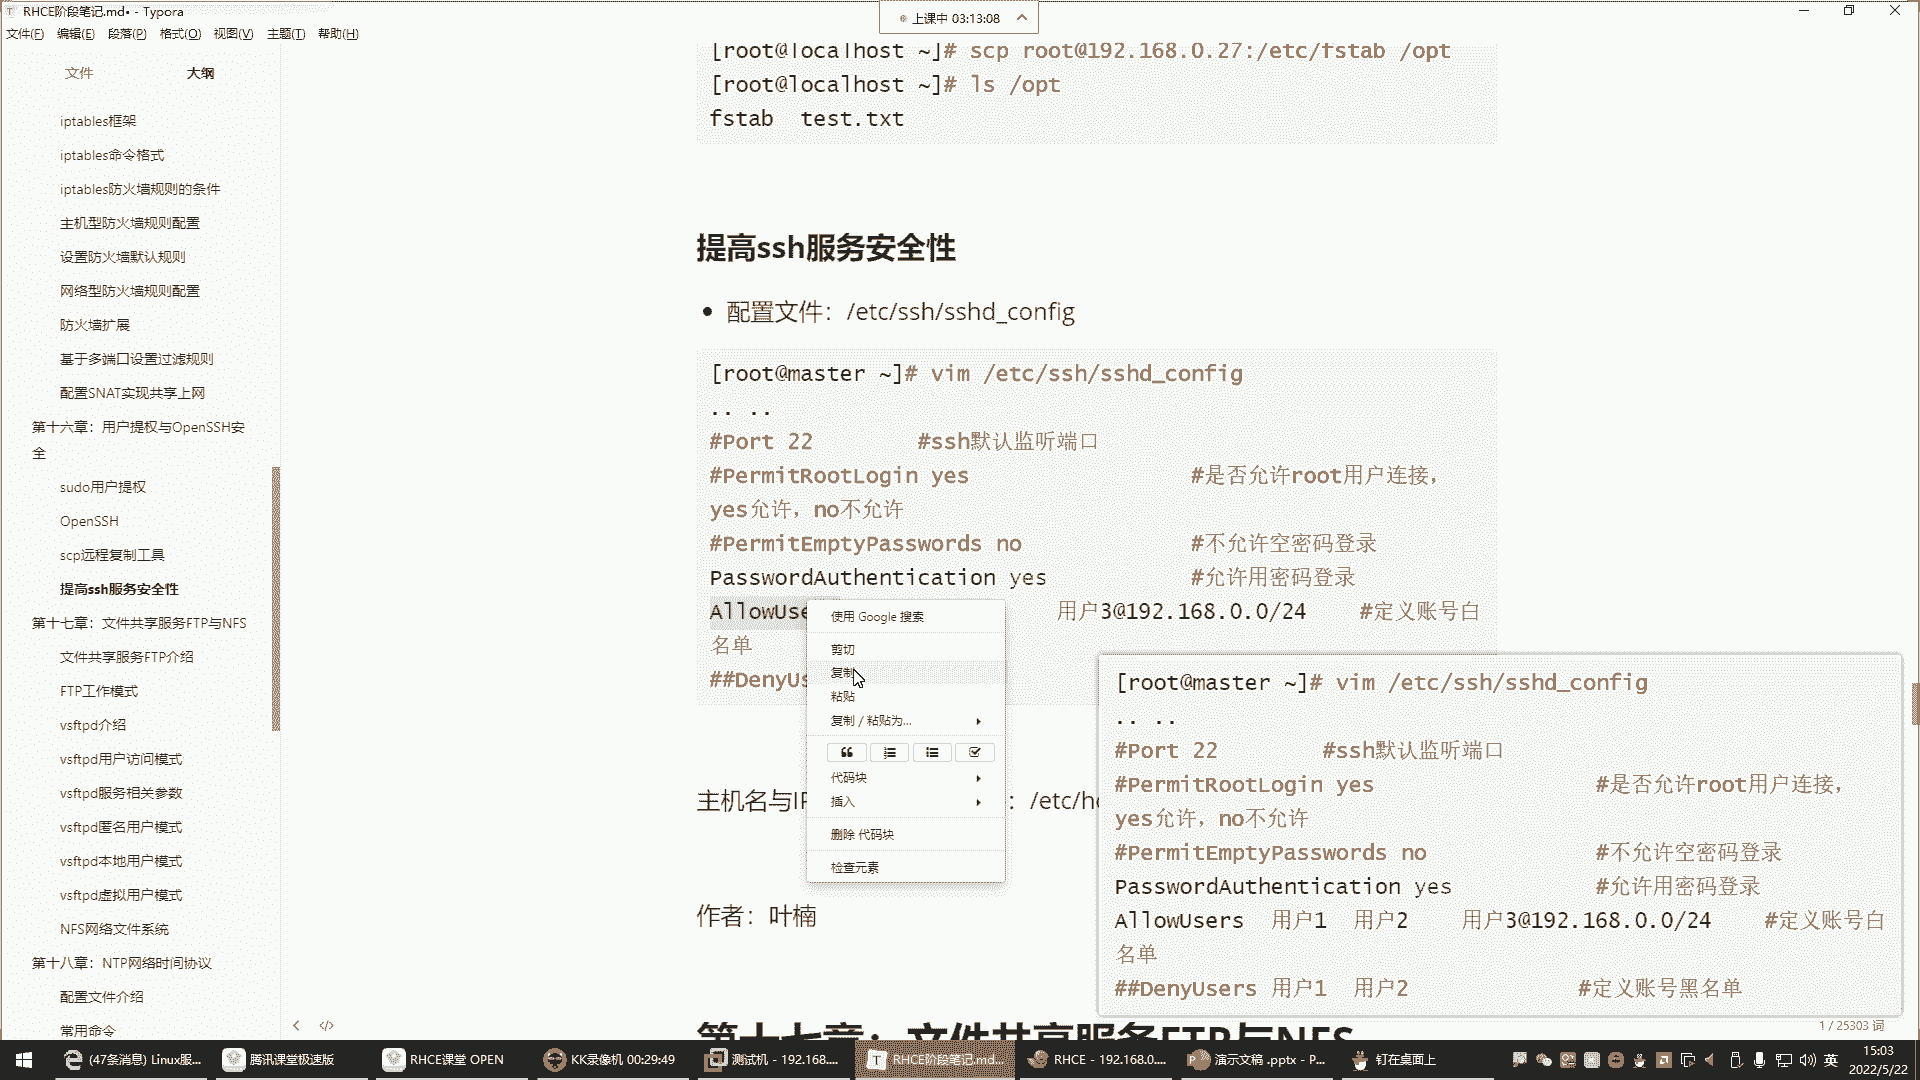 RHCE阶段笔记.md• - Typora
上课中 03:13:08
文件(F) 编辑(E) 段落(P) 格式(O) 视图(V) 主题(T) 帮助(H)
文件 大纲
iptables框架
iptables命令格式
iptables防火墙规则的条件
主机型防火墙规则配置
设置防火墙默认规则
网络型防火墙规则配置
防火墙扩展
基于多端口设置过滤规则
配置SNAT实现共享上网
第十六章：用户提权与OpenSSH安
全
sudo用户提权
OpenSSH
scp远程复制工具
提高ssh服务安全性
第十七章：文件共享服务FTP与NFS
文件共享服务FTP介绍
FTP工作模式
vsftpd介绍
vsftpd用户访问模式
vsftpd服务相关参数
vsftpd匿名用户模式
vsftpd本地用户模式
vsftpd虚拟用户模式
NFS网络文件系统
第十八章：NTP网络时间协议
配置文件介绍
常用命令
[root@localhost ~]# scp root@192.168.0.27:/etc/fstab /opt
[root@localhost ~]# ls /opt
fstab test.txt
提高ssh服务安全性
• 配置文件：/etc/ssh/sshd_config
[root@master ~]# vim /etc/ssh/sshd_config
.. ..
#Port 22 #ssh默认监听端口
#PermitRootLogin yes #是否允许root用户连接，
yes允许，no不允许
#PermitEmptyPasswords no #不允许空密码登录
PasswordAuthentication yes #允许用密码登录
AllowUse 用户3@192.168.0.0/24 #定义账号白
名单
##DenyUs
使用 Google 搜索
剪切
复制
粘贴
复制 / 粘贴为...
代码块
插入
删除 代码块
检查元素
主机名与IP ：/etc/ho
作者：叶楠
第十七章：文件共享服务FTP与NFS
[root@master ~]# vim /etc/ssh/sshd_config
.. ..
#Port 22 #ssh默认监听端口
#PermitRootLogin yes #是否允许root用户连接，
yes允许，no不允许
#PermitEmptyPasswords no #不允许空密码登录
PasswordAuthentication yes #允许用密码登录
AllowUsers 用户1 用户2 用户3@192.168.0.0/24 #定义账号白
名单
##DenyUsers 用户1 用户2 #定义账号黑名单
1 / 25303 词
(47条消息) Linux服...
腾讯课堂极速版
RHCE课堂 OPEN
KK录像机 00:29:49
测试机 - 192.168....
RHCE阶段笔记.md...
RHCE - 192.168.0....
演示文稿 .pptx - P...
钉在桌面上
英
15:03
2022/5/22